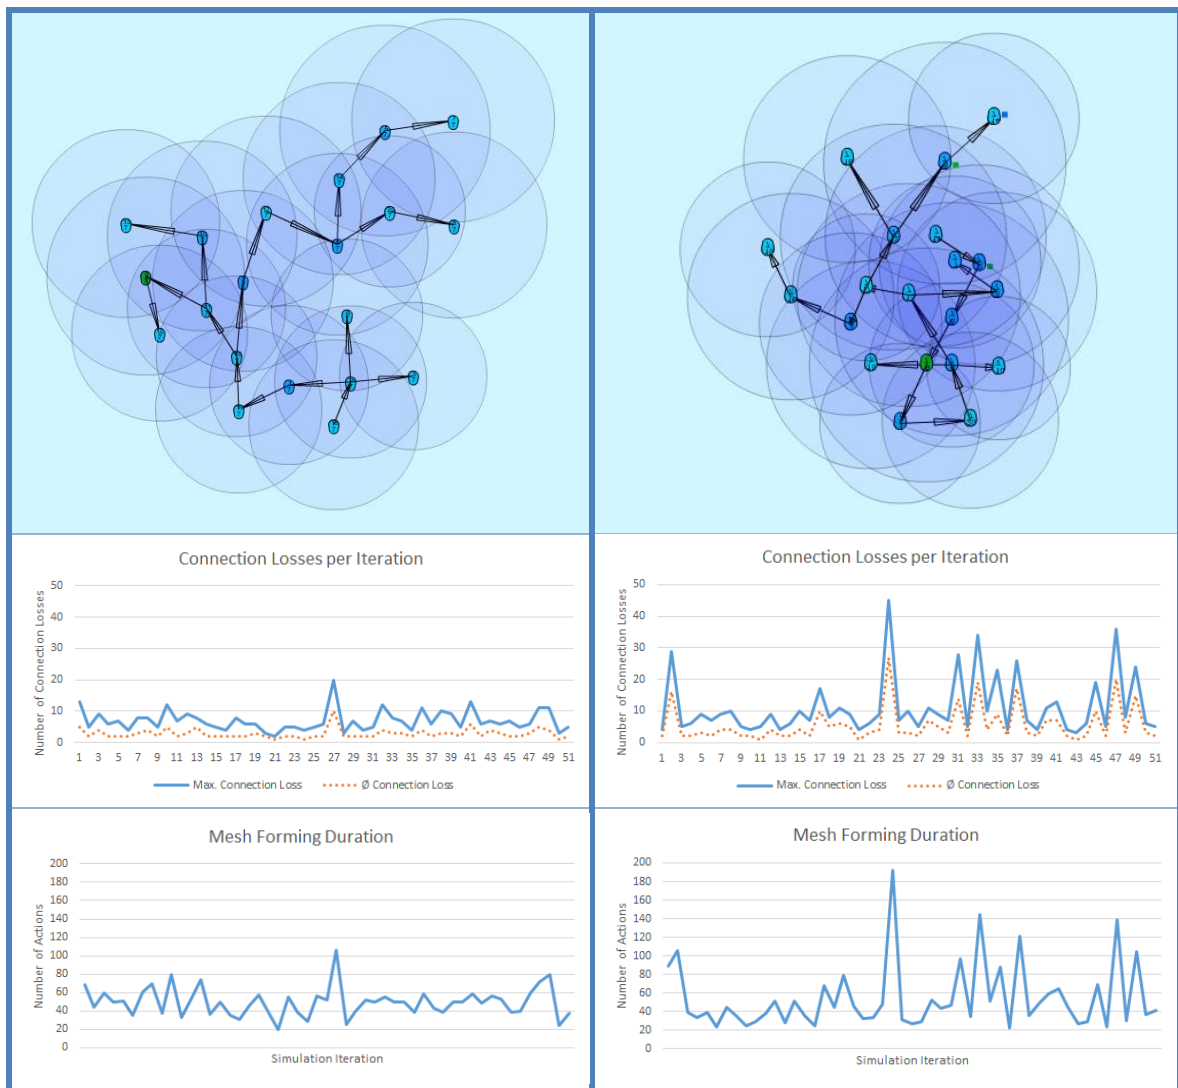 Connection Losses per Iteration
Number of Connection Losses
50
40
30
20
10
0
1 3 5 7 9 11 13 15 17 19 21 23 25 27 29 31 33 35 37 39 41 43 45 47 49 51
Max. Connection Loss
Ø Connection Loss
Mesh Forming Duration
Number of Actions
200
180
160
140
120
100
80
60
40
20
0
Simulation Iteration
Connection Losses per Iteration
Number of Connection Losses
50
40
30
20
10
0
1 3 5 7 9 11 13 15 17 19 21 23 25 27 29 31 33 35 37 39 41 43 45 47 49 51
Max. Connection Loss
Ø Connection Loss
Mesh Forming Duration
Number of Actions
200
180
160
140
120
100
80
60
40
20
0
Simulation Iteration